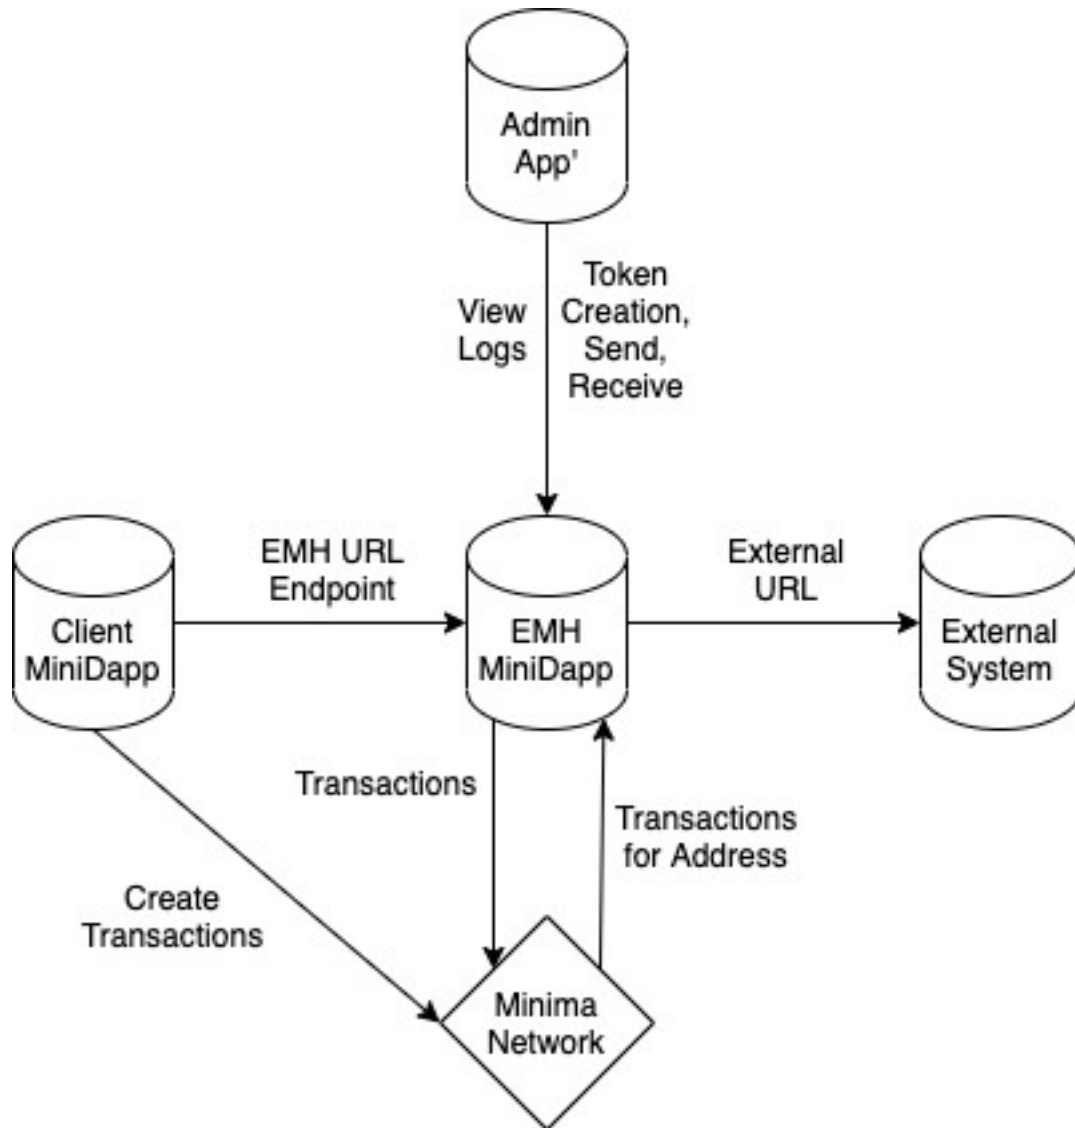 Admin
App'
View
Logs
Token
Creation,
Send,
Receive
EMH URL
Endpoint
External
URL
Client
MiniDapp
EMH
MiniDapp
External
System
Transactions
Transactions
for Address
Create
Transactions
Minima
Network